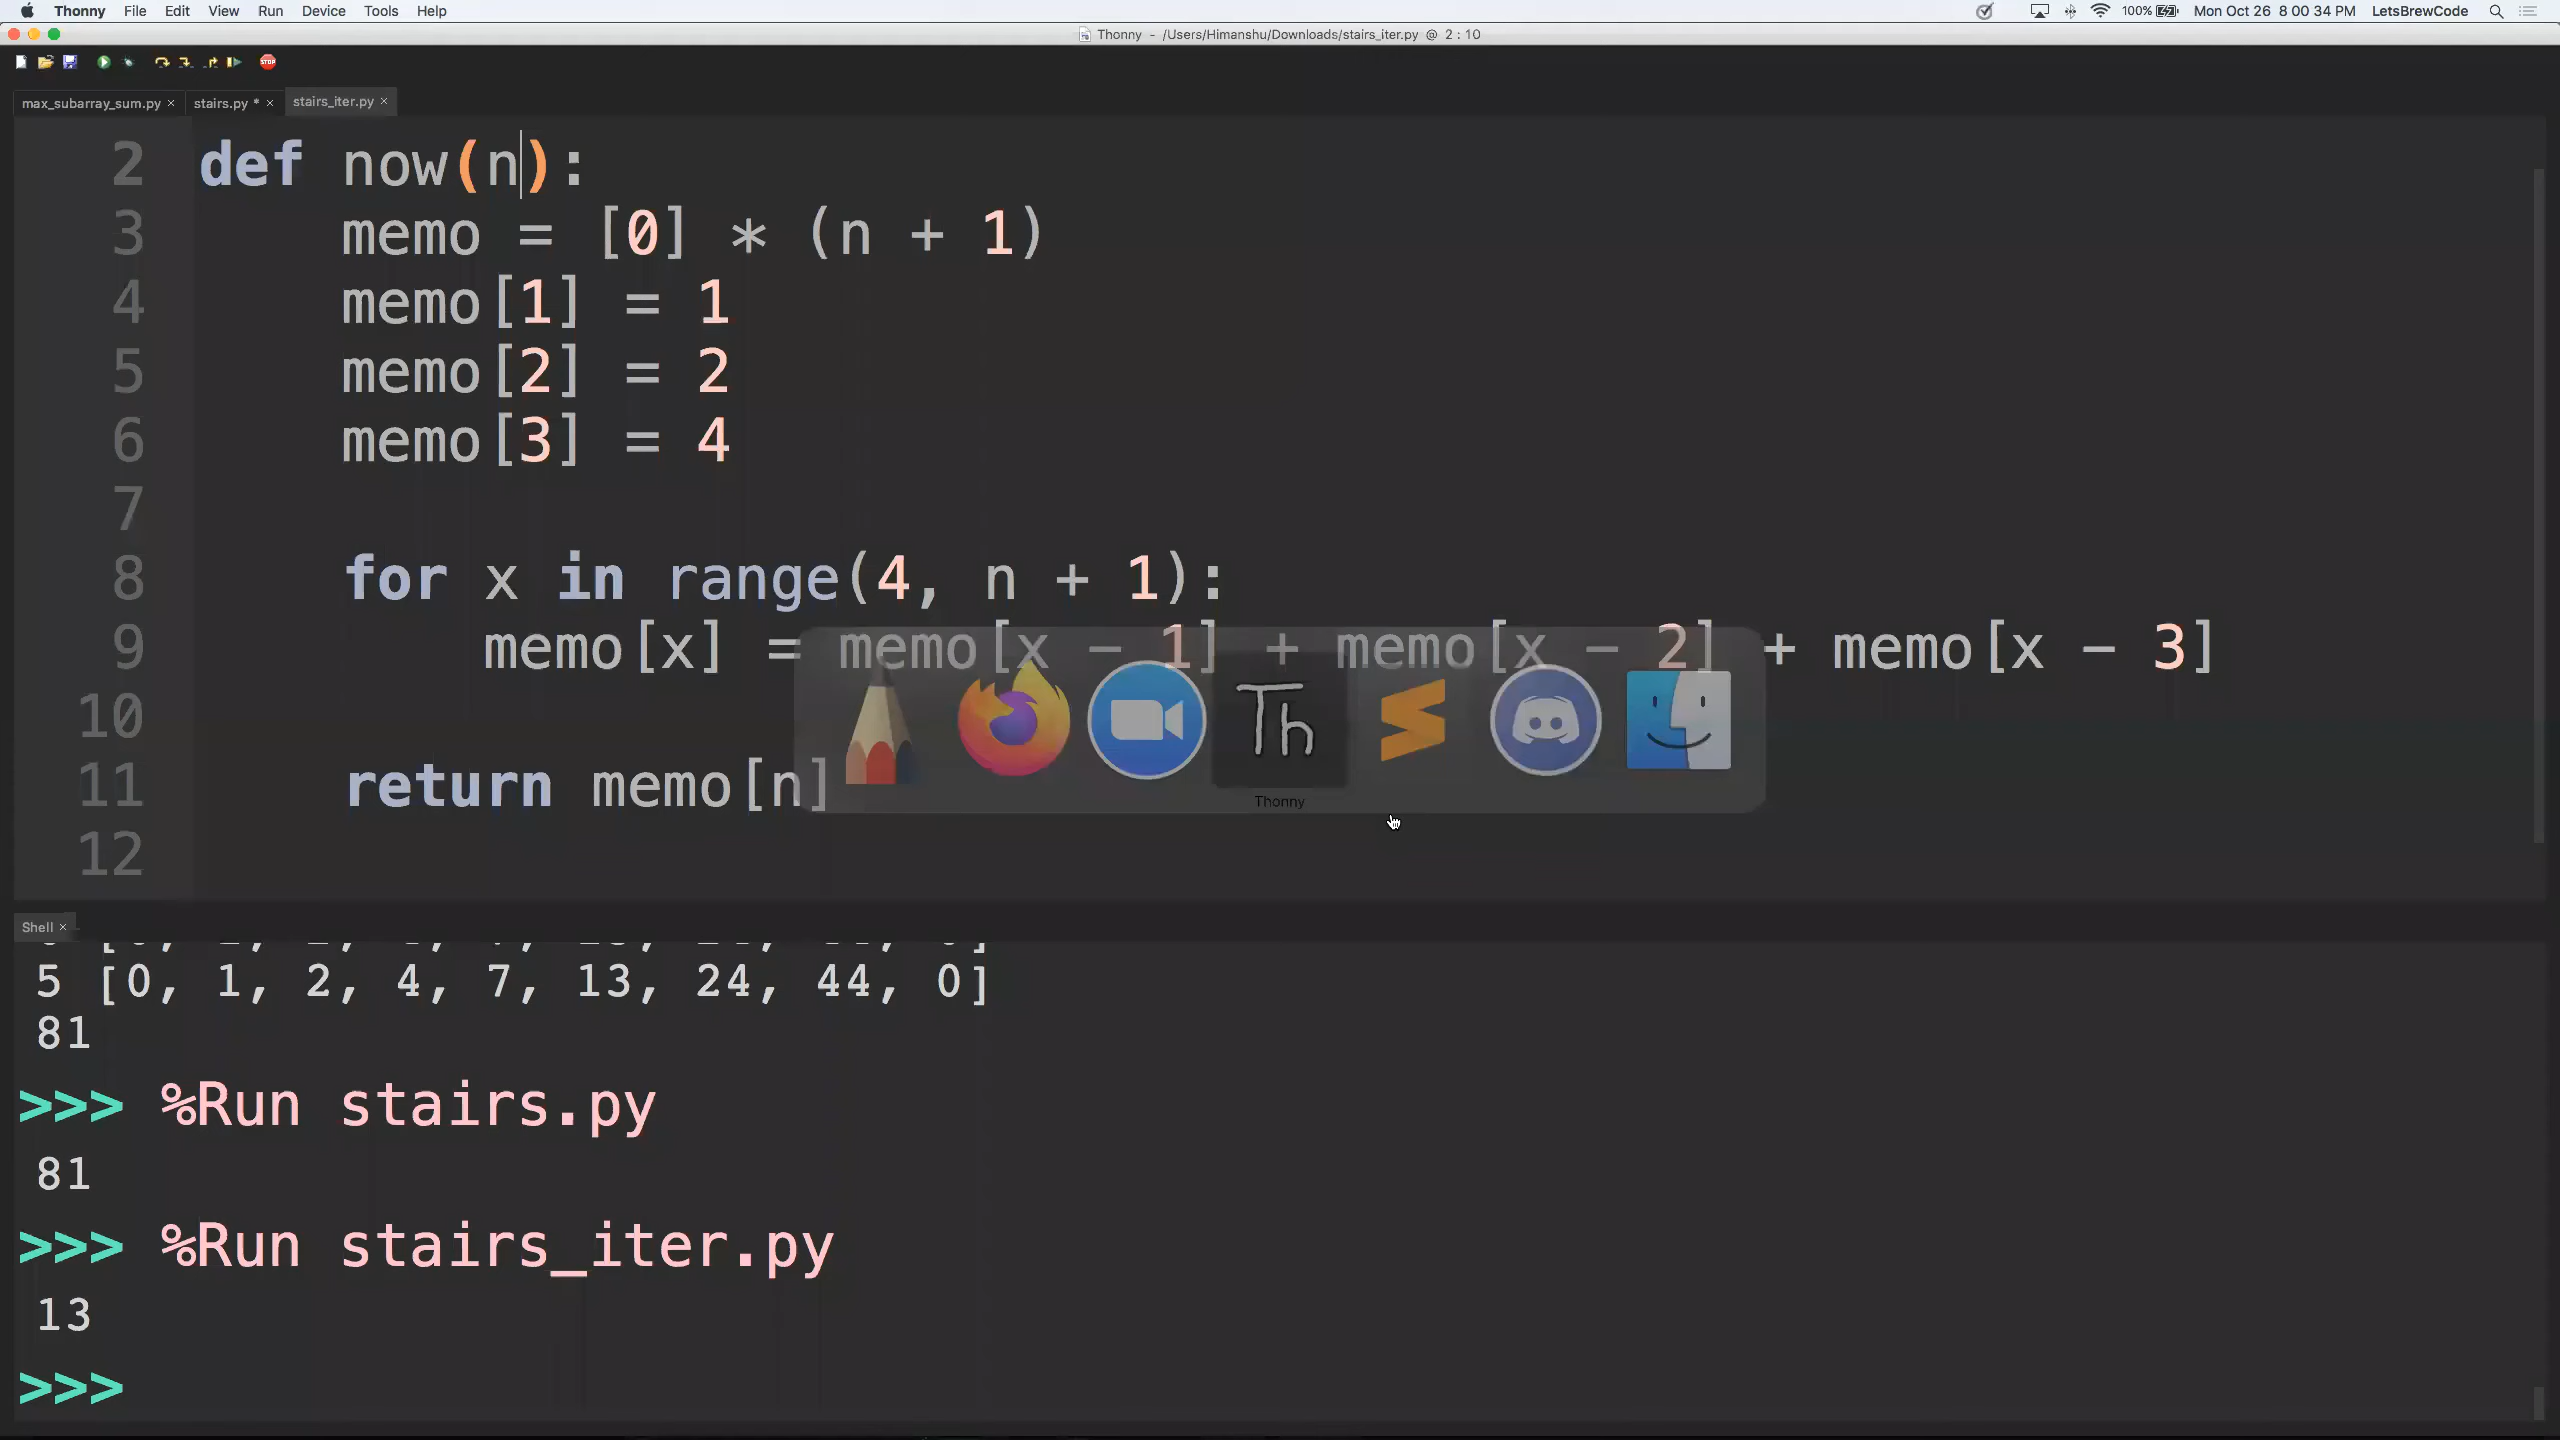 Thonny File Edit View Run Device Tools Help 100% Mon Oct 26 8 00 34 PM LetsBrewCode
Thonny - /Users/Himanshu/Downloads/stairs_iter.py @ 2 : 10
STOP
max_subarray_sum.py × stairs.py * × stairs_iter.py ×
2 def now(n):
3 memo = [0] * (n + 1)
4 memo[1] = 1
5 memo[2] = 2
6 memo[3] = 4
7
8 for x in range(4, n + 1):
9 memo[x] = memo[x - 1] + memo[x - 2] + memo[x - 3]
10
11 return memo[n]
12
Th
Thonny
Shell ×
5 [0, 1, 2, 4, 7, 13, 24, 44, 0]
81
>>> %Run stairs.py
81
>>> %Run stairs_iter.py
13
>>>